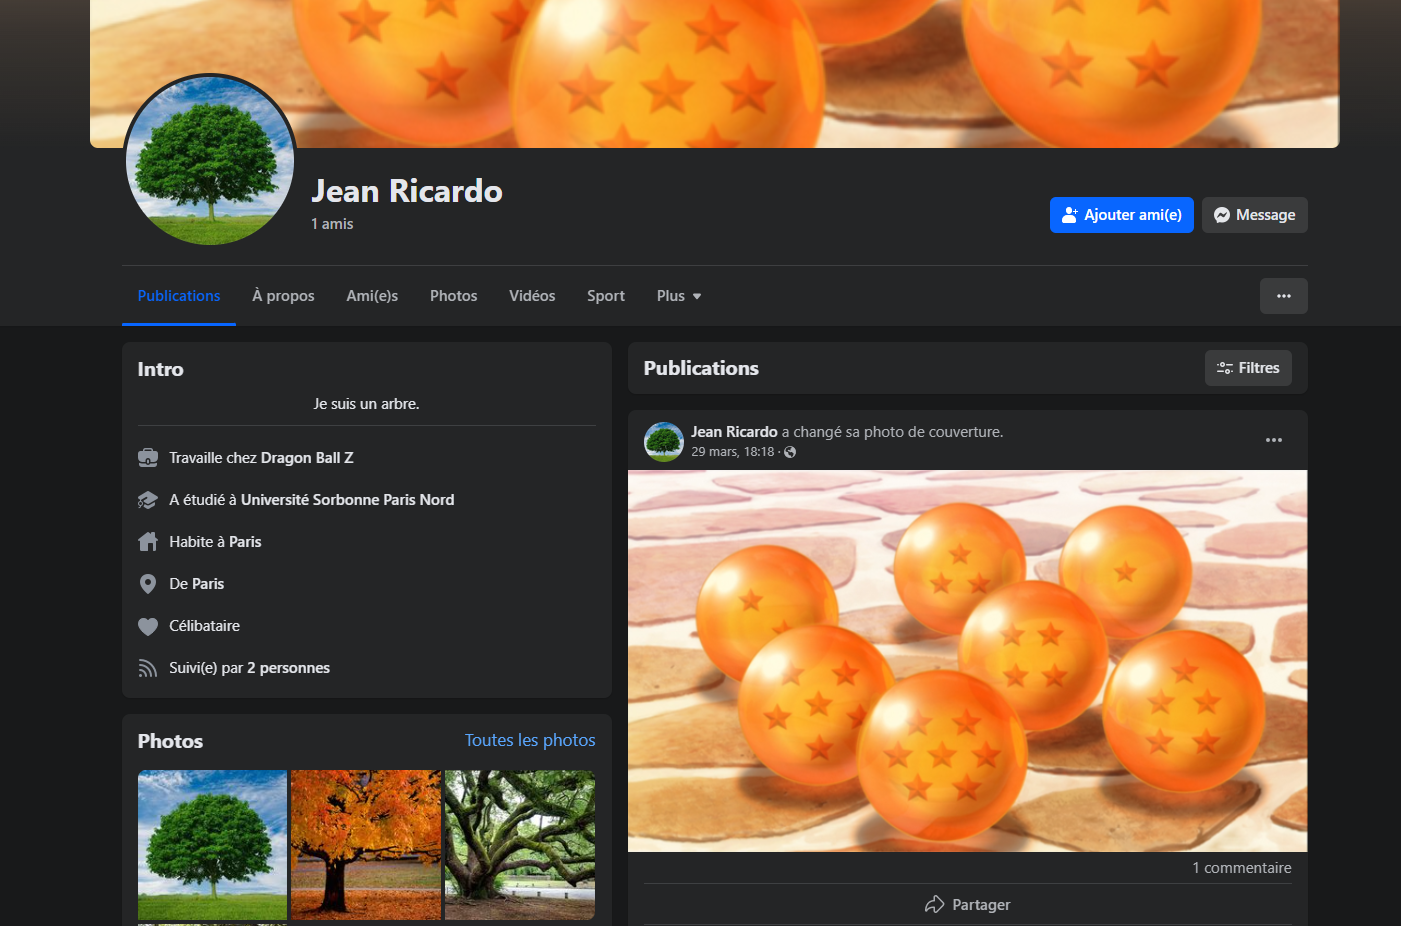 Jean Ricardo
1 amis
Ajouter ami(e)
Message
Publications
À propos
Ami(e)s
Photos
Vidéos
Sport
Plus
Intro
Je suis un arbre.
Travaille chez Dragon Ball Z
A étudié à Université Sorbonne Paris Nord
Habite à Paris
De Paris
Célibataire
Suivi(e) par 2 personnes
Photos
Toutes les photos
Publications
Filtres
Jean Ricardo a changé sa photo de couverture.
29 mars, 18:18 ·
1 commentaire
Partager